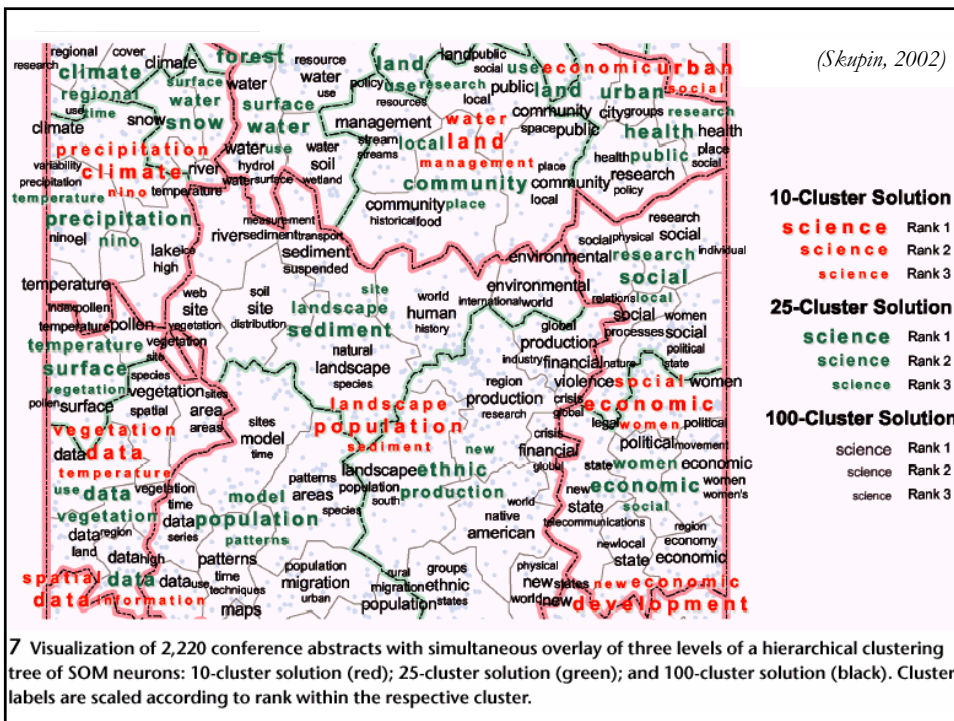 (Skupin, 2002)
regional cover
research climate climate forest resource
regional surface water water use
use time water
climate snow snow surface water
precipitation
variability climate river
precipitation nino temperature
temperature
precipitation
ninoel nino
lake ice
high
water use water
hydrol soil
water surface wetland
measurement
river sediment transport
sediment
suspended
land land public
policy use research social use economic urban
resources local public land urban social
management water community city groups research
stream local land space public health health
streams management place health public place
community community research social
community place local policy
historical food
research
social physical social
environmental research individual
social
environmental relations local
international world social women
processes social
political
state
temperature
index pollen
temperature pollen
temperature vegetation
site
surface species
vegetation vegetation sites
pollen surface spatial area
vegetation areas
data data
temperature
use data vegetation
vegetation time
data region data
land series
data high
spatial data data use
data information
web
site
vegetation
soil
site
distribution
site
landscape
sediment
natural
landscape
species
world
human
history
global
production
industry financial nature
region
production
research
landscape
population
sediment
sites
model
time
new
landscape ethnic
patterns population production
areas south
model species
population
patterns
world
native
american
patterns
time
techniques
maps
population
migration
urban
rural groups
migration ethnic
population states
violence social women
crisis economic
global
legal women political
crisis political movement
financial
global
state women economic
new economic women
state social women's
telecommunications
region
new local economy
state economic
physical
new states new economic
world new development
10-Cluster Solution
science Rank 1
science Rank 2
science Rank 3
25-Cluster Solution
science Rank 1
science Rank 2
science Rank 3
100-Cluster Solution
science Rank 1
science Rank 2
science Rank 3
7 Visualization of 2,220 conference abstracts with simultaneous overlay of three levels of a hierarchical clustering
tree of SOM neurons: 10-cluster solution (red); 25-cluster solution (green); and 100-cluster solution (black). Cluster
labels are scaled according to rank within the respective cluster.